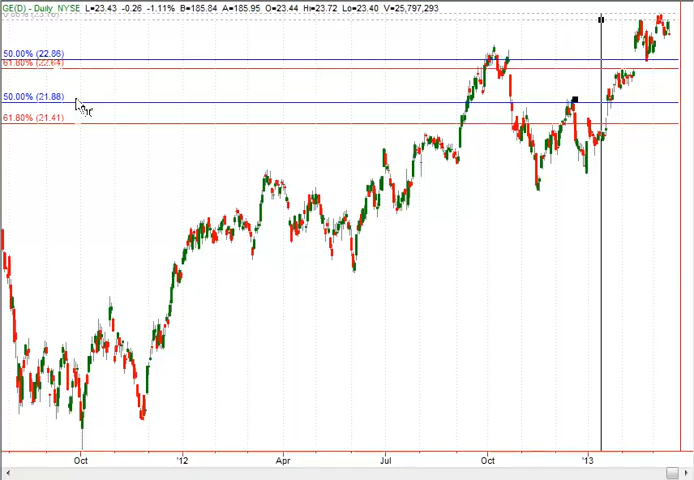 GE(D) - Daily NYSE L=23.43 -0.26 -1.11% B=185.84 A=185.95 O=23.44 Hi=23.72 Lo=23.40 V=25,797,293
50.00% (22.86)
61.80% (22.64)
50.00% (21.88)
61.80% (21.41)
Oct '12 Apr Jul Oct '13